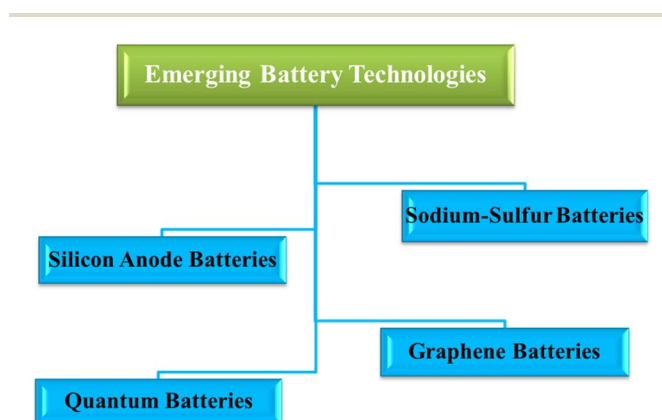 Emerging Battery Technologies
Sodium-Sulfur Batteries
Silicon Anode Batteries
Graphene Batteries
Quantum Batteries